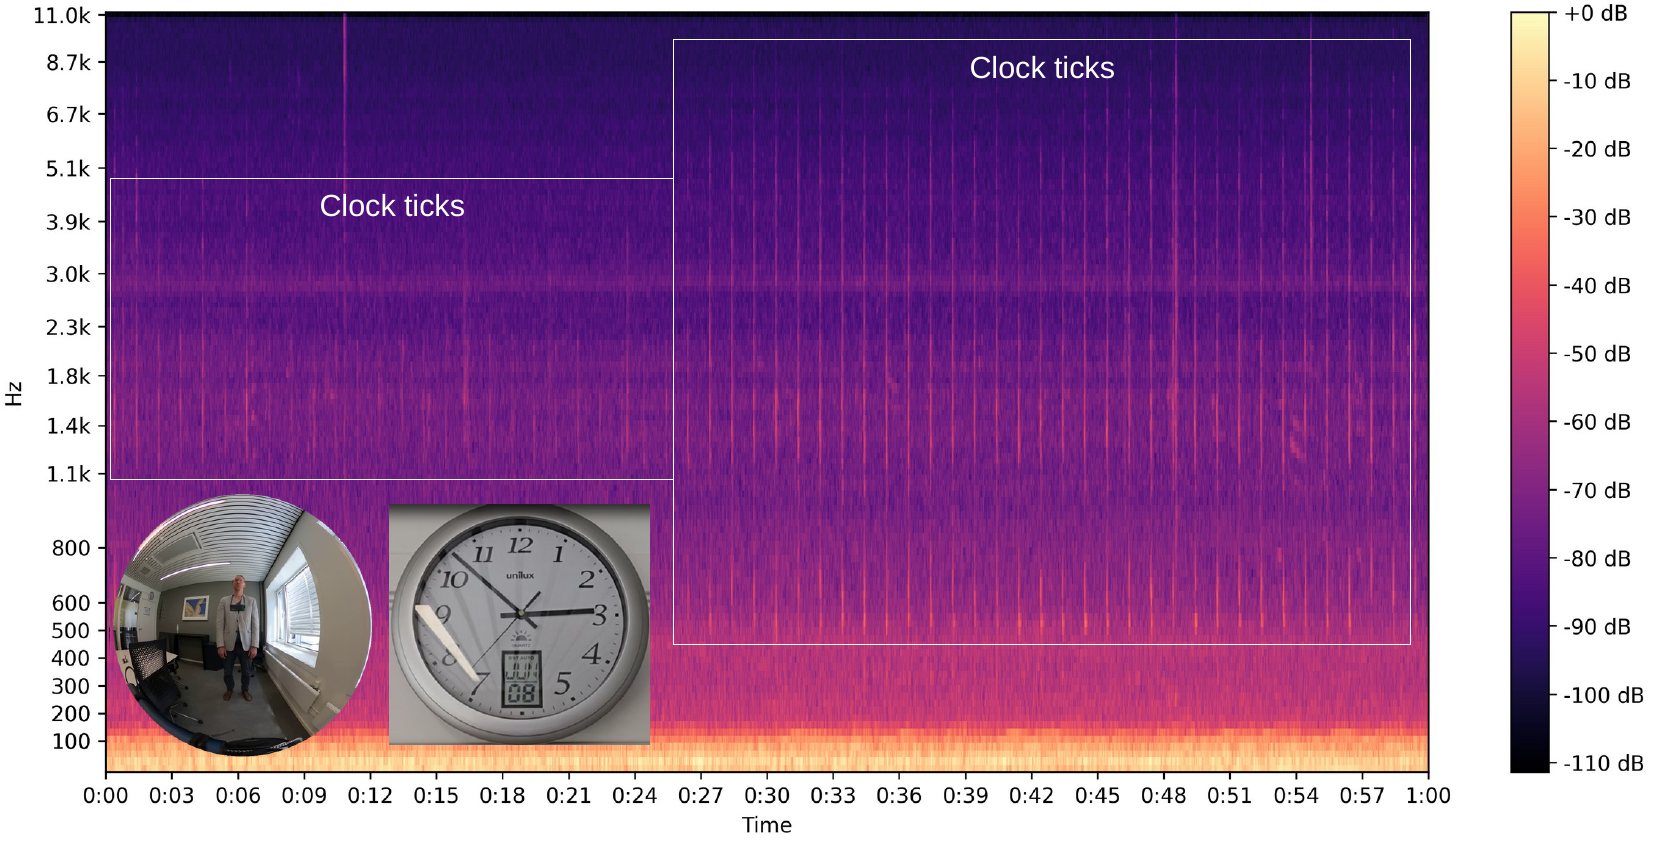 11.0k
8.7k
6.7k
5.1k
3.9k
3.0k
2.3k
1.8k
1.4k
1.1k
800
600
500
400
300
200
100
Hz
Clock ticks
Clock ticks
12
1
2
3
4
5
7
8
9
10
11
unilux
JUN
08
0:00 0:03 0:06 0:09 0:12 0:15 0:18 0:21 0:24 0:27 0:30 0:33 0:36 0:39 0:42 0:45 0:48 0:51 0:54 0:57 1:00
Time
+0 dB
-10 dB
-20 dB
-30 dB
-40 dB
-50 dB
-60 dB
-70 dB
-80 dB
-90 dB
-100 dB
-110 dB